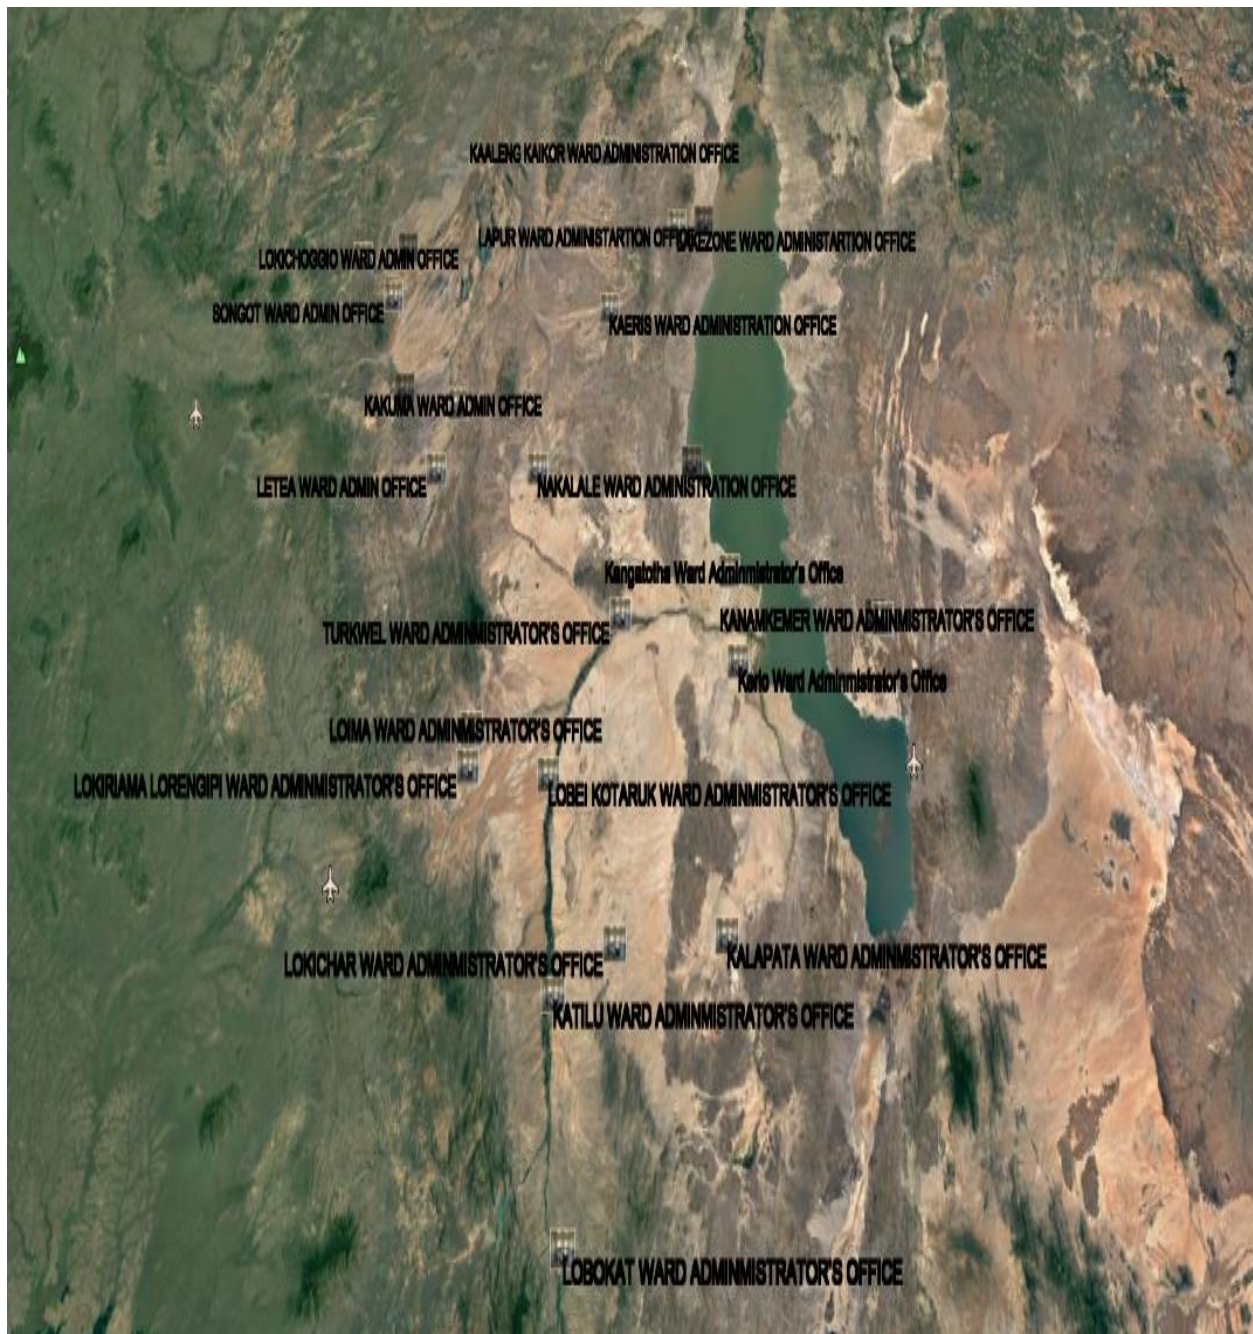 KAALENG KAIKOR WARD ADMINISTRATION OFFICE
LAPUR WARD ADMINISTARTION OFFICE
LAKEZONE WARD ADMINISTARTION OFFICE
LOKICHOGGIO WARD ADMIN OFFICE
SONGOT WARD ADMIN OFFICE
KAERIS WARD ADMINISTRATION OFFICE
KAKUMA WARD ADMIN OFFICE
LETEA WARD ADMIN OFFICE
NAKALALE WARD ADMINISTRATION OFFICE
Kangatotha Ward Adminmistrator's Office
TURKWEL WARD ADMINMISTRATOR'S OFFICE
KANAMKEMER WARD ADMINMISTRATOR'S OFFICE
Kerio Ward Adminmistrator's Office
LOIMA WARD ADMINMISTRATOR'S OFFICE
LOKIRIAMA LORENGIPI WARD ADMINMISTRATOR'S OFFICE
LOBEI KOTARUK WARD ADMINMISTRATOR'S OFFICE
LOKICHAR WARD ADMINMISTRATOR'S OFFICE
KALAPATA WARD ADMINMISTRATOR'S OFFICE
KATILU WARD ADMINMISTRATOR'S OFFICE
LOBOKAT WARD ADMINMISTRATOR'S OFFICE